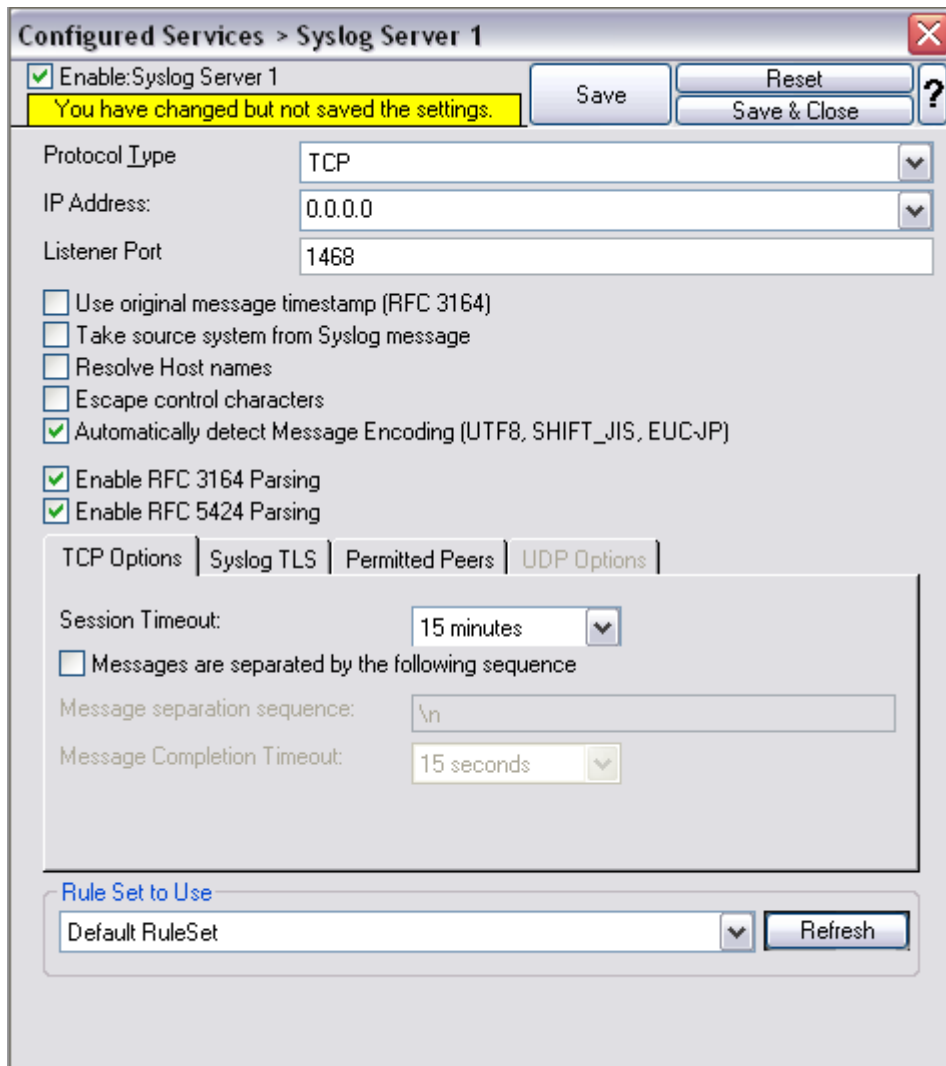 Configured Services > Syslog Server 1
Enable:Syslog Server 1
You have changed but not saved the settings.
Save
Reset
Save & Close
?
Protocol Type
TCP
IP Address:
0.0.0.0
Listener Port
1468
Use original message timestamp (RFC 3164)
Take source system from Syslog message
Resolve Host names
Escape control characters
Automatically detect Message Encoding (UTF8, SHIFT_JIS, EUC-JP)
Enable RFC 3164 Parsing
Enable RFC 5424 Parsing
TCP Options Syslog TLS Permitted Peers UDP Options
Session Timeout:
15 minutes
Messages are separated by the following sequence
Message separation sequence:
\n
Message Completion Timeout:
15 seconds
Rule Set to Use
Default RuleSet
Refresh